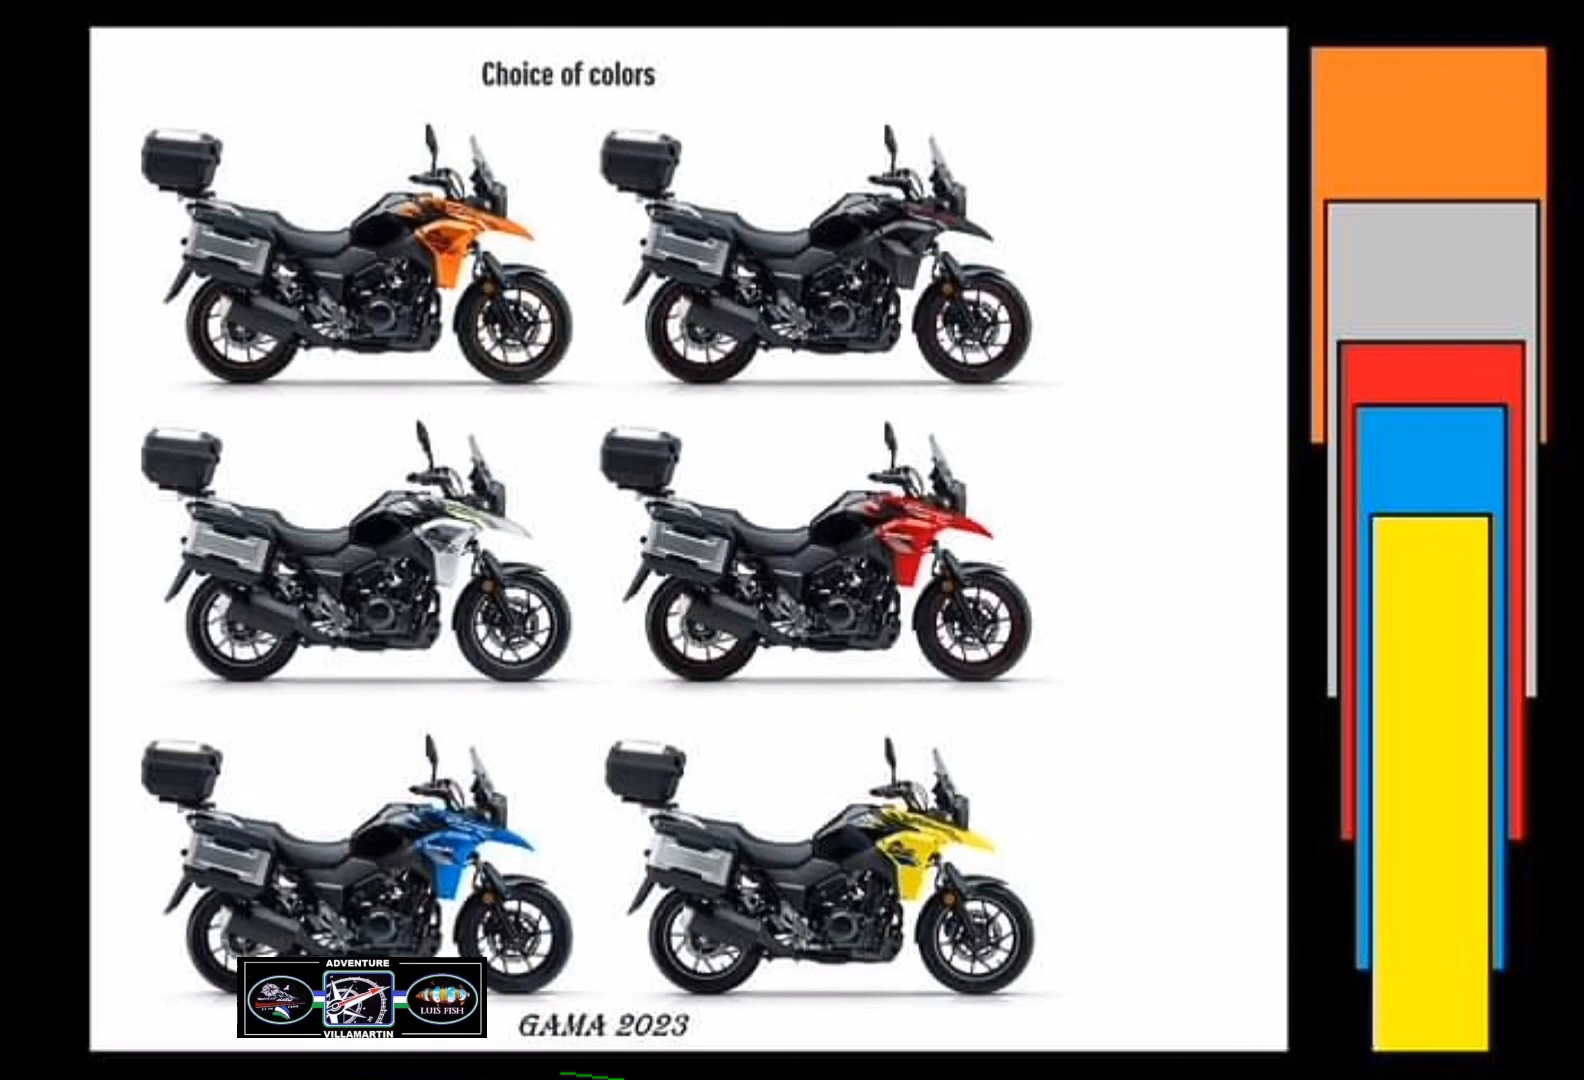 Choice of colors
ADVENTURE
LUIS FISH
VILLAMARTIN
GAMA 2023